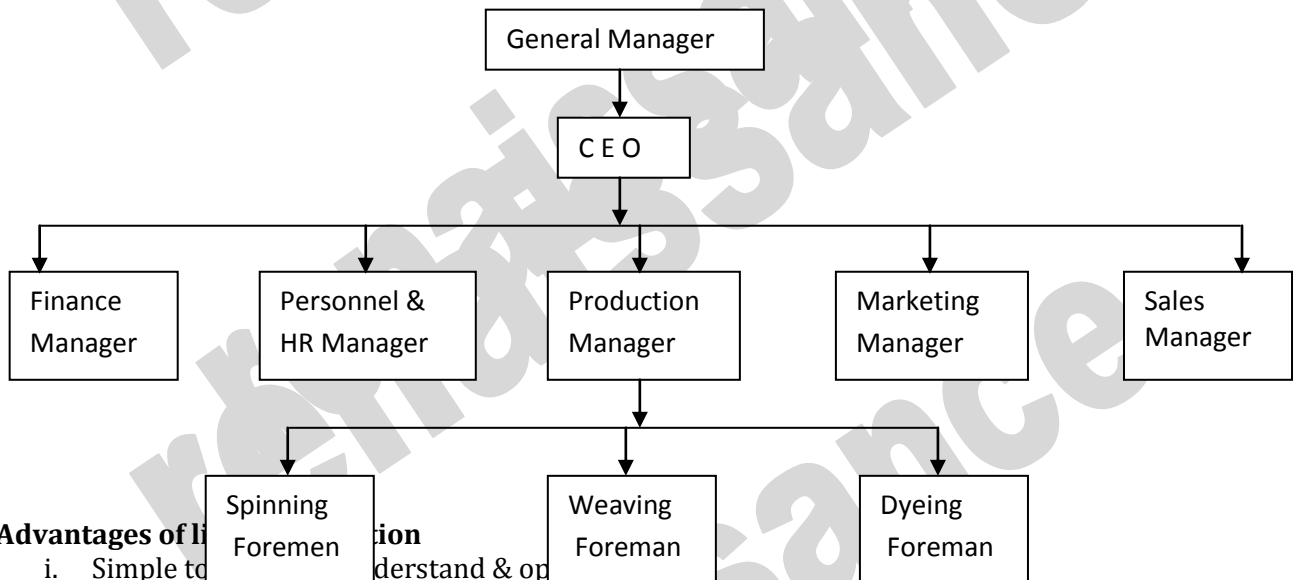 General Manager
C E O
Finance
Manager
Personnel &
HR Manager
Production
Manager
Marketing
Manager
Sales
Manager
Spinning
Foremen
Weaving
Foreman
Dyeing
Foreman
Advantages of li tion
i. Simple to derstand & op
renaissance